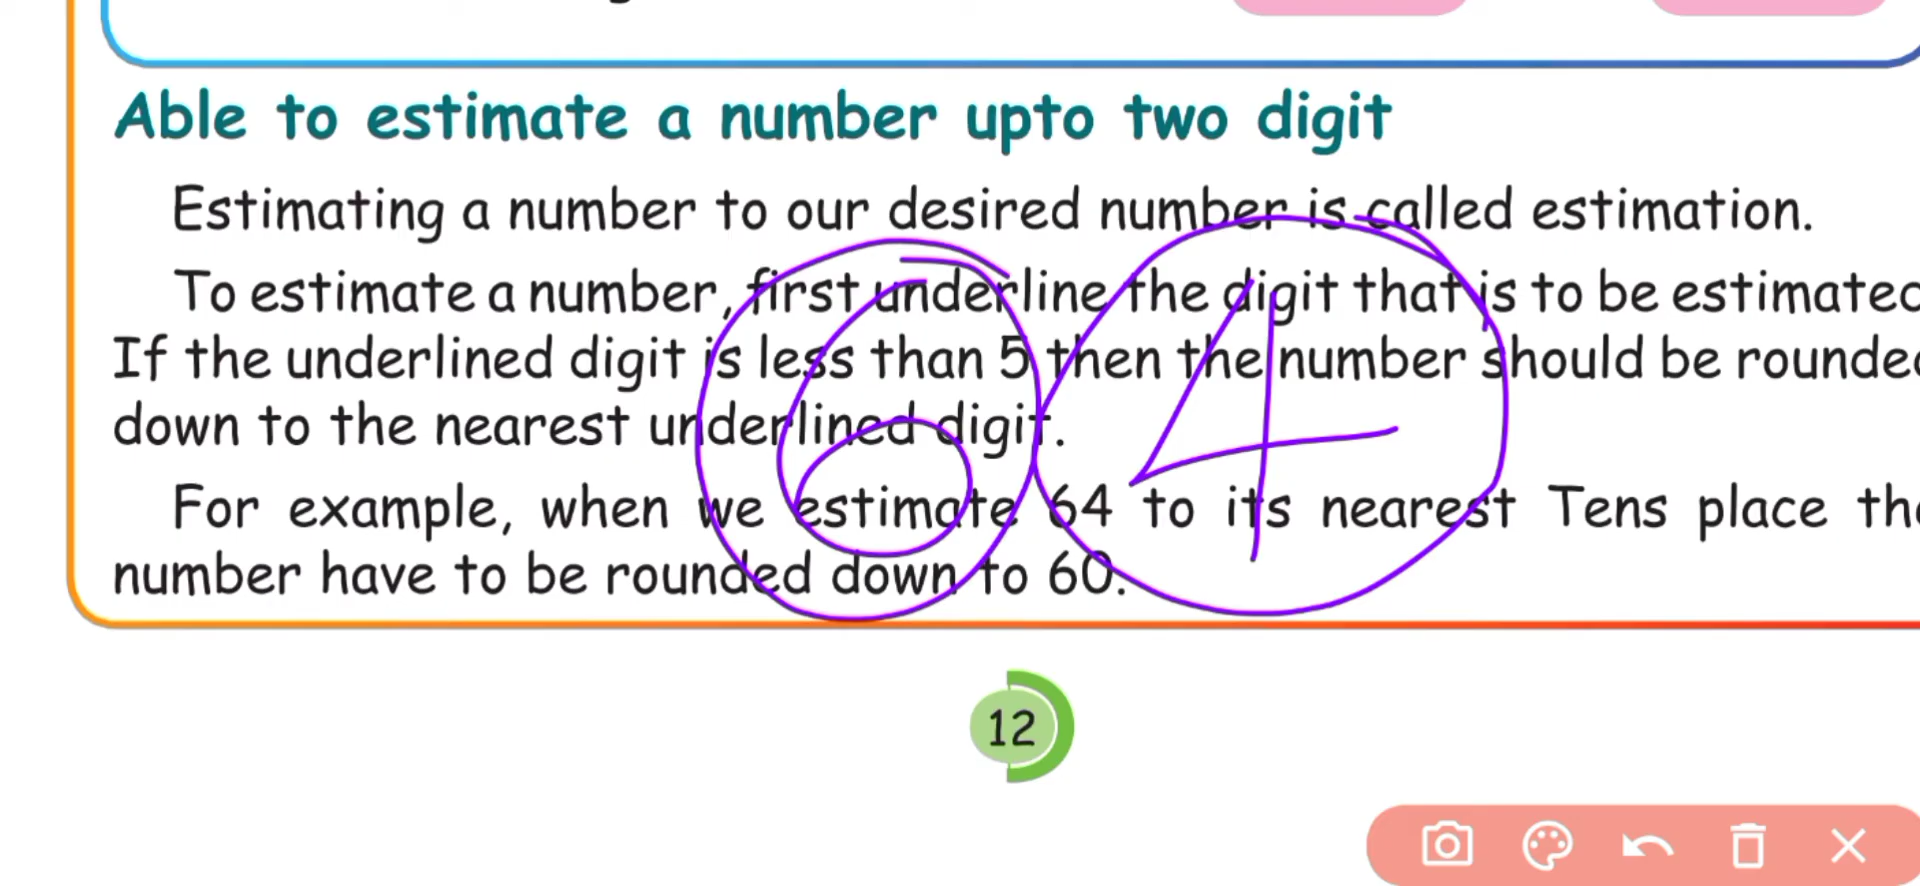 Able to estimate a number upto two digit
Estimating a number to our desired number is called estimation.
To estimate a number, first underline the digit that is to be estimated
If the underlined digit is less than 5 then the number should be rounded
down to the nearest underlined digit.
For example, when we estimate 64 to its nearest Tens place the
number have to be rounded down to 60.
6 4
12